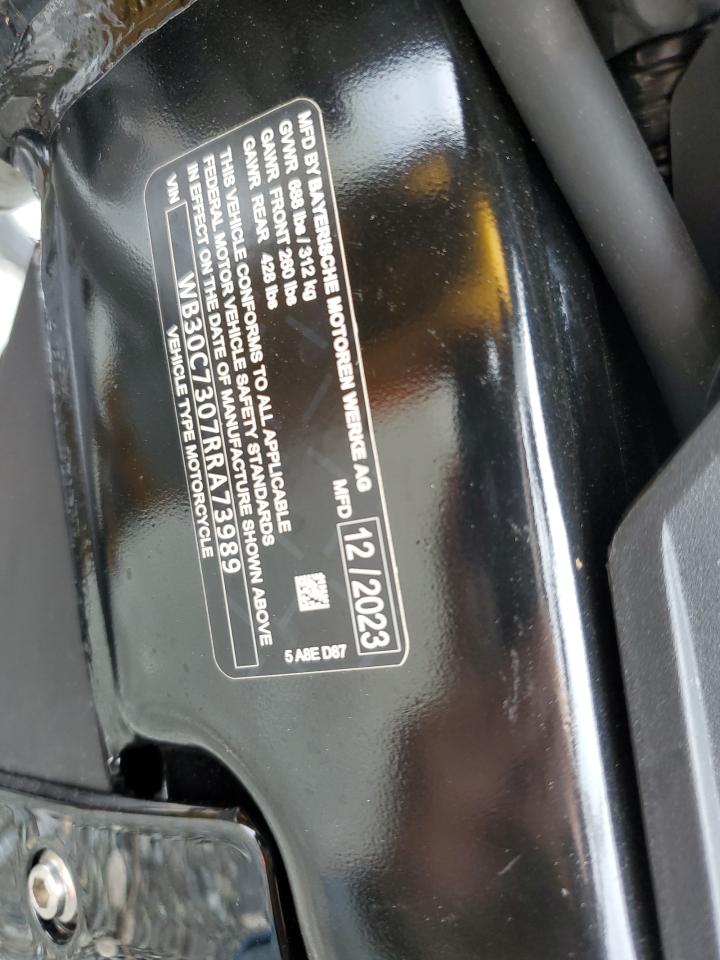 MFD BY BAYERISCHE MOTOREN WERKE AG
GVWR 688 lbs / 312 kg
GAWR FRONT 260 lbs
GAWR REAR 428 lbs
MFD 12/2023
THIS VEHICLE CONFORMS TO ALL APPLICABLE
FEDERAL MOTOR VEHICLE SAFETY STANDARDS
IN EFFECT ON THE DATE OF MANUFACTURE SHOWN ABOVE
5 A8E D87
VIN WB30C7307RRA73989
VEHICLE TYPE MOTORCYCLE